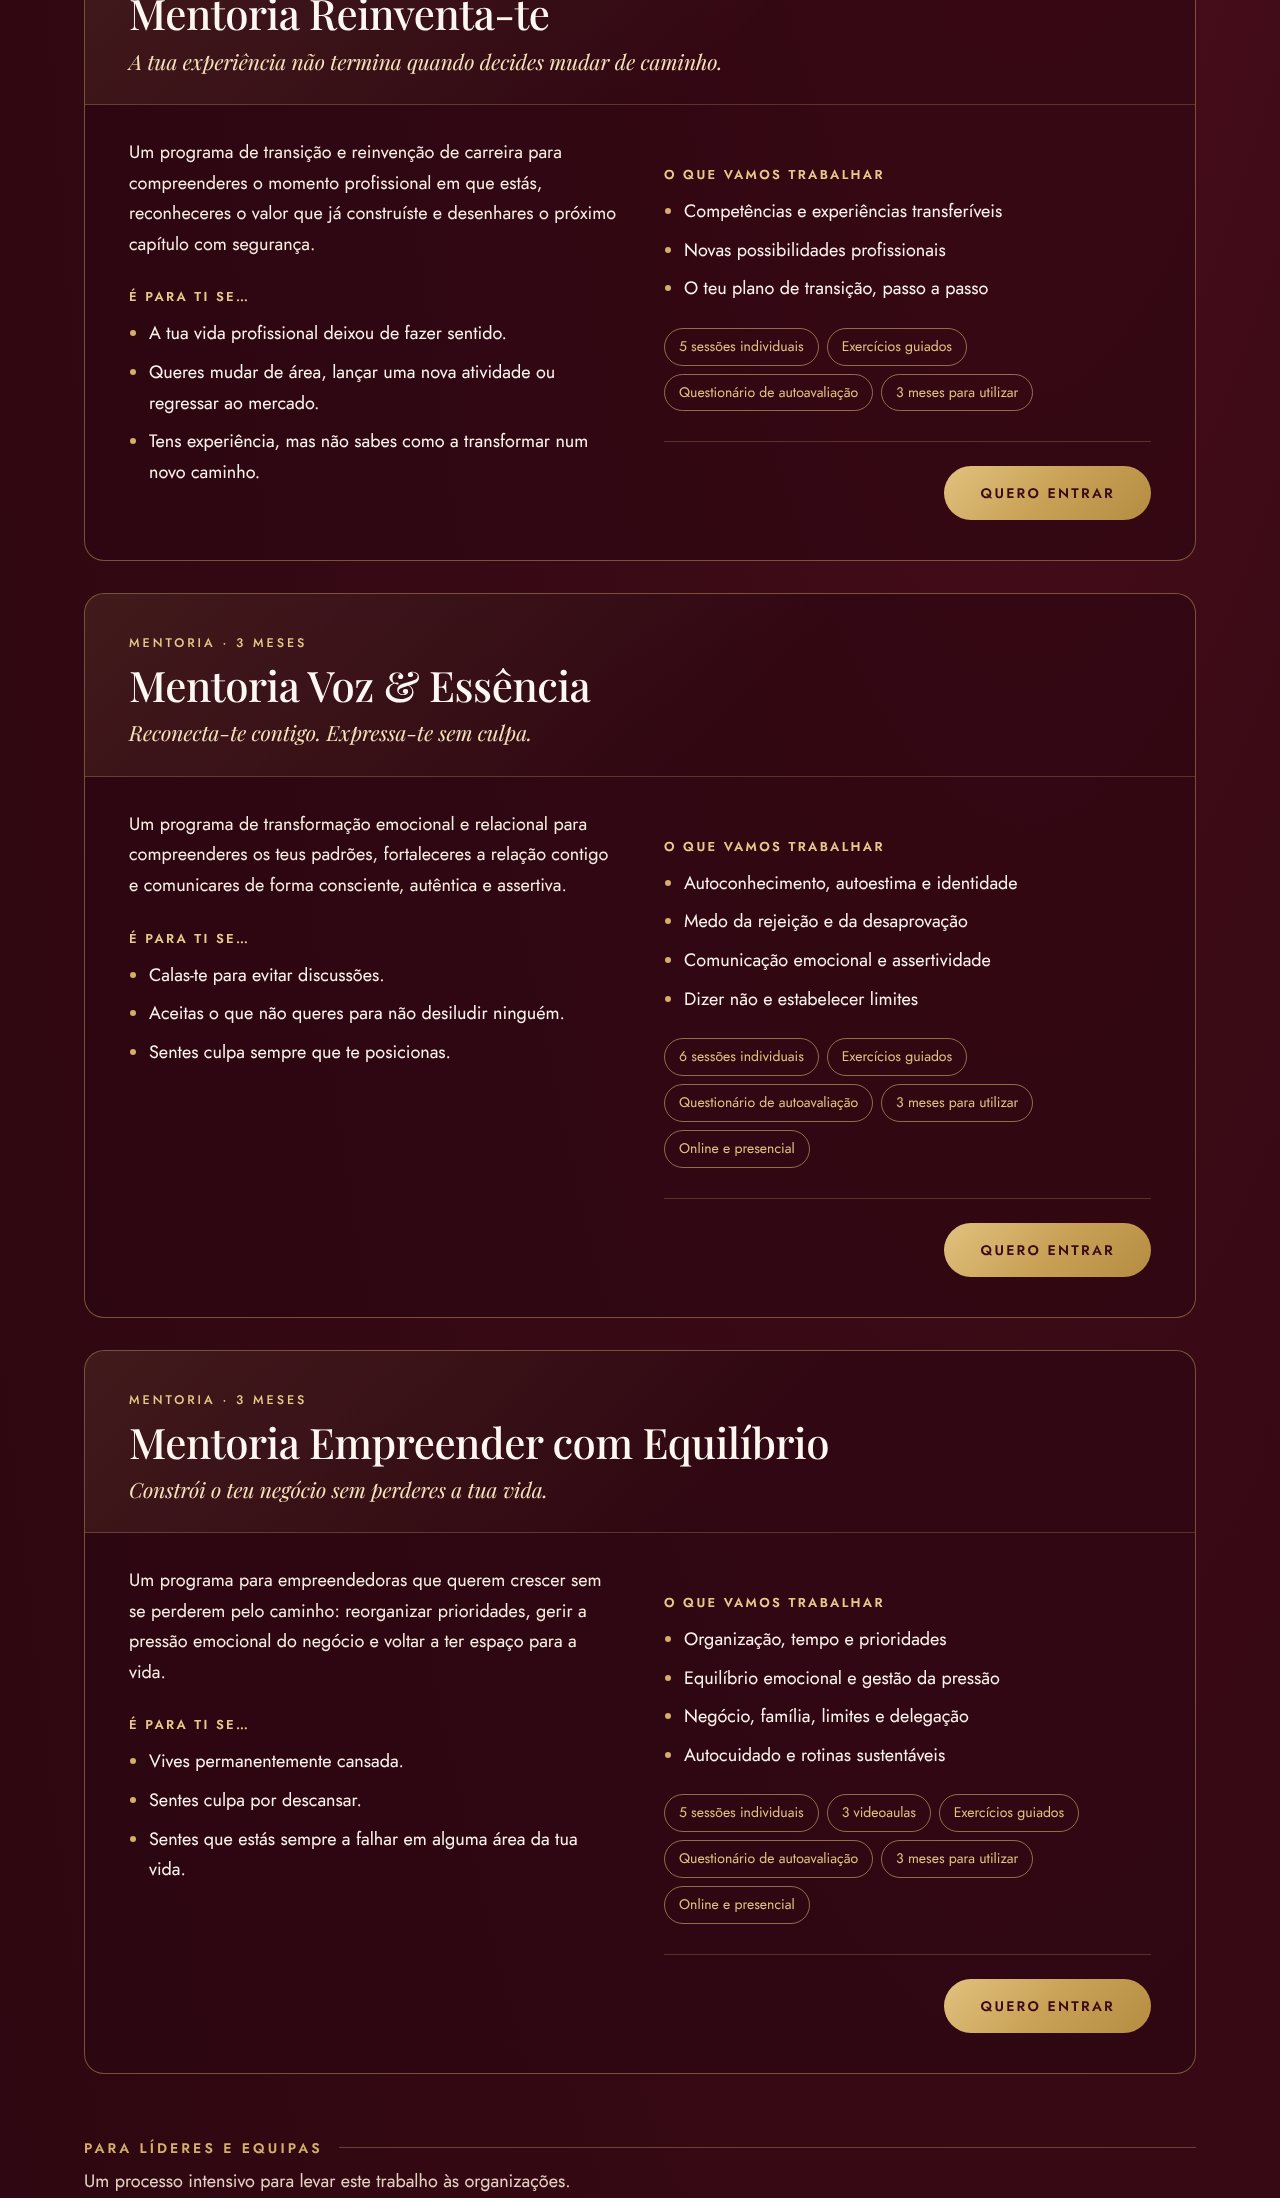 Mentoria Reinventa-te
A tua experiência não termina quando decides mudar de caminho.
Um programa de transição e reinvenção de carreira para
compreenderes o momento profissional em que estás,
reconheceres o valor que já construíste e desenhares o próximo
capítulo com segurança.
É PARA TI SE…
A tua vida profissional deixou de fazer sentido.
Queres mudar de área, lançar uma nova atividade ou
regressar ao mercado.
Tens experiência, mas não sabes como a transformar num
novo caminho.
O QUE VAMOS TRABALHAR
Competências e experiências transferíveis
Novas possibilidades profissionais
O teu plano de transição, passo a passo
5 sessões individuais Exercícios guiados
Questionário de autoavaliação 3 meses para utilizar
QUERO ENTRAR
MENTORIA · 3 MESES
Mentoria Voz & Essência
Reconecta-te contigo. Expressa-te sem culpa.
Um programa de transformação emocional e relacional para
compreenderes os teus padrões, fortaleceres a relação contigo
e comunicares de forma consciente, autêntica e assertiva.
É PARA TI SE…
Calas-te para evitar discussões.
Aceitas o que não queres para não desiludir ninguém.
Sentes culpa sempre que te posicionas.
O QUE VAMOS TRABALHAR
Autoconhecimento, autoestima e identidade
Medo da rejeição e da desaprovação
Comunicação emocional e assertividade
Dizer não e estabelecer limites
6 sessões individuais Exercícios guiados
Questionário de autoavaliação 3 meses para utilizar
Online e presencial
QUERO ENTRAR
MENTORIA · 3 MESES
Mentoria Empreender com Equilíbrio
Constrói o teu negócio sem perderes a tua vida.
Um programa para empreendedoras que querem crescer sem
se perderem pelo caminho: reorganizar prioridades, gerir a
pressão emocional do negócio e voltar a ter espaço para a
vida.
É PARA TI SE…
Vives permanentemente cansada.
Sentes culpa por descansar.
Sentes que estás sempre a falhar em alguma área da tua
vida.
O QUE VAMOS TRABALHAR
Organização, tempo e prioridades
Equilíbrio emocional e gestão da pressão
Negócio, família, limites e delegação
Autocuidado e rotinas sustentáveis
5 sessões individuais 3 videoaulas Exercícios guiados
Questionário de autoavaliação 3 meses para utilizar
Online e presencial
QUERO ENTRAR
PARA LÍDERES E EQUIPAS
Um processo intensivo para levar este trabalho às organizações.